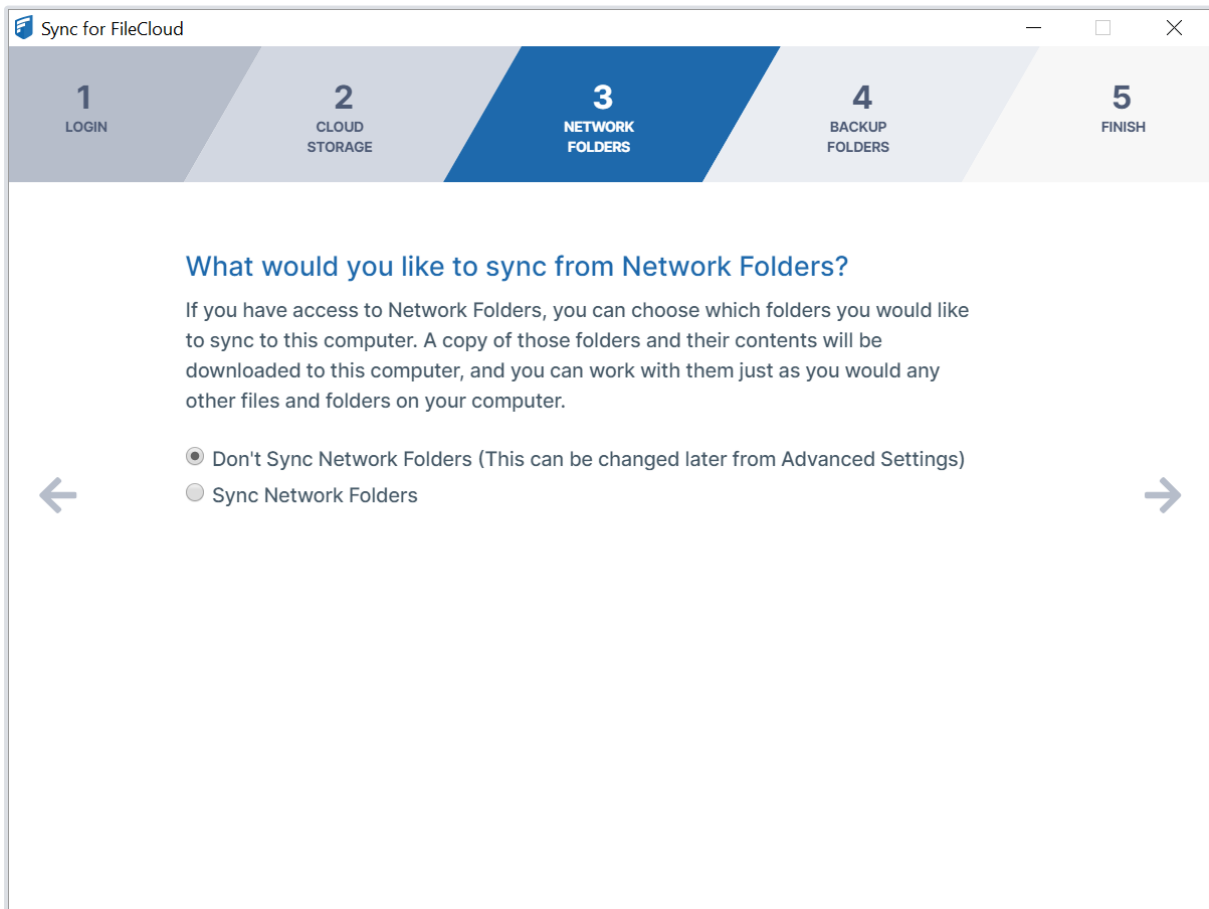 Sync for FileCloud
1
LOGIN
2
CLOUD
STORAGE
3
NETWORK
FOLDERS
4
BACKUP
FOLDERS
5
FINISH
What would you like to sync from Network Folders?
If you have access to Network Folders, you can choose which folders you would like
to sync to this computer. A copy of those folders and their contents will be
downloaded to this computer, and you can work with them just as you would any
other files and folders on your computer.
Don't Sync Network Folders (This can be changed later from Advanced Settings)
Sync Network Folders